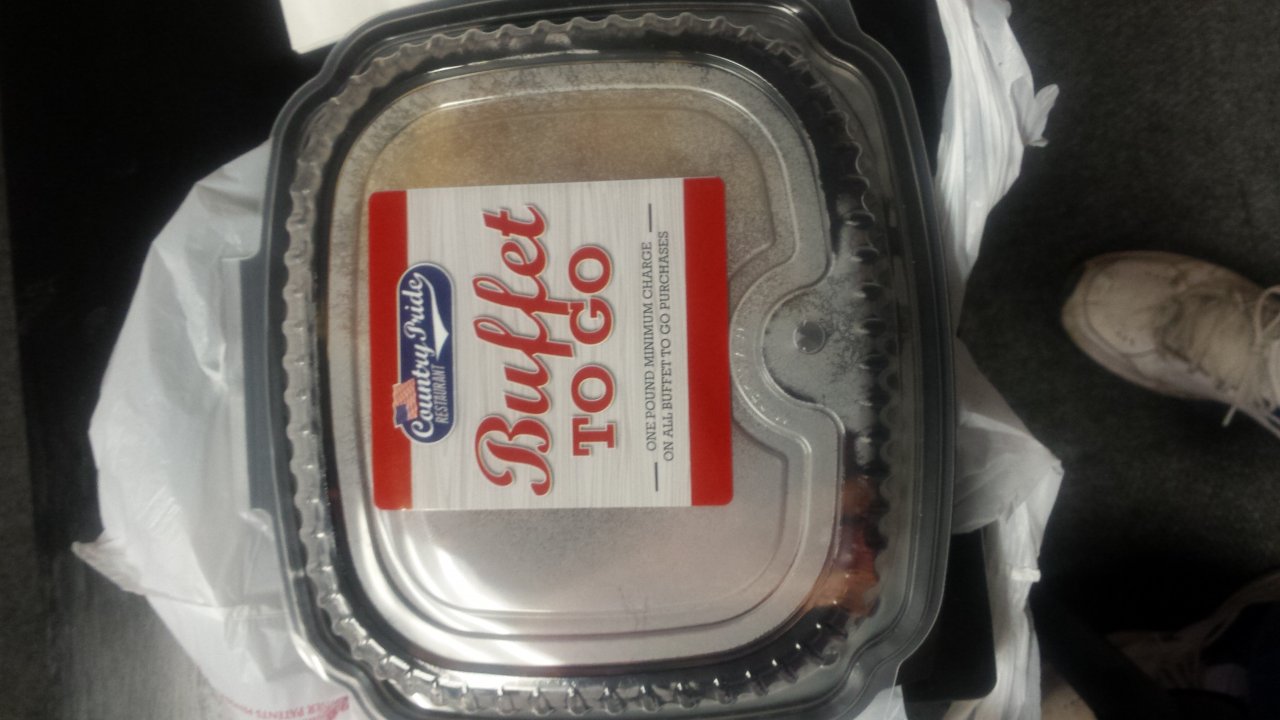 Country Pride
RESTAURANT
Buffet
TO GO
ONE POUND MINIMUM CHARGE
ON ALL BUFFET TO GO PURCHASES